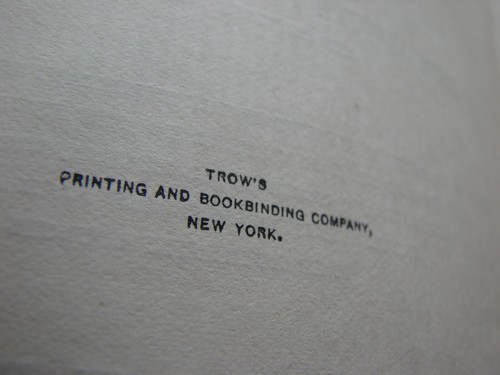 TROW'S
PRINTING AND BOOKBINDING COMPANY,
NEW YORK.